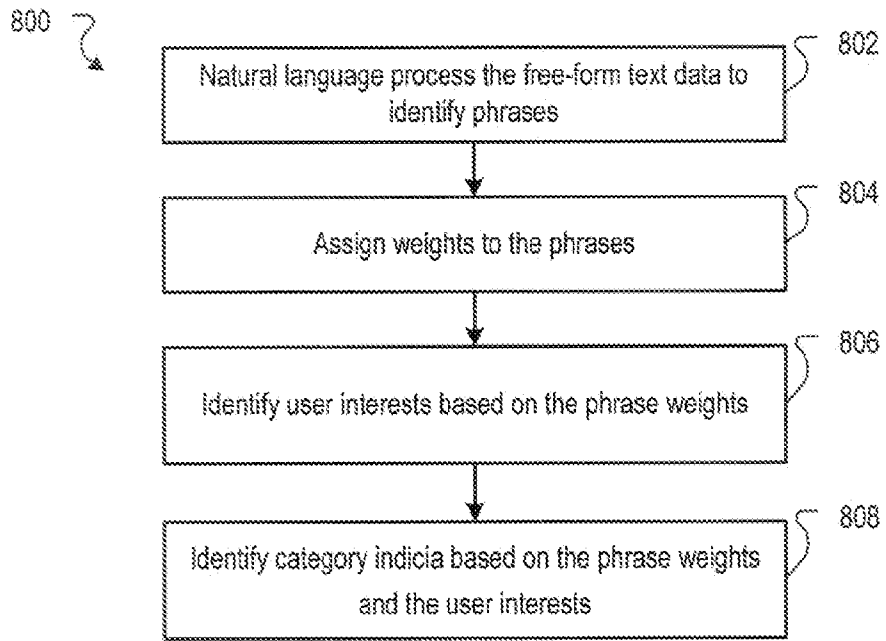 800
802
Natural language process the free-form text data to
identify phrases
804
Assign weights to the phrases
806
Identify user interests based on the phrase weights
808
Identify category indicia based on the phrase weights
and the user interests